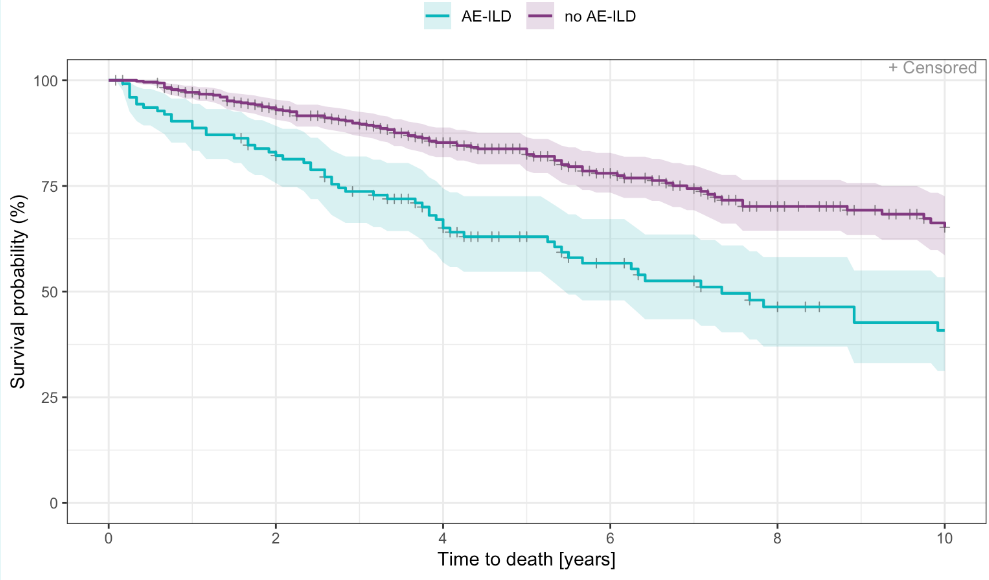 AE-ILD no AE-ILD
+ Censored
100
75
50
25
0
Survival probability (%)
0 2 4 6 8 10
Time to death [years]